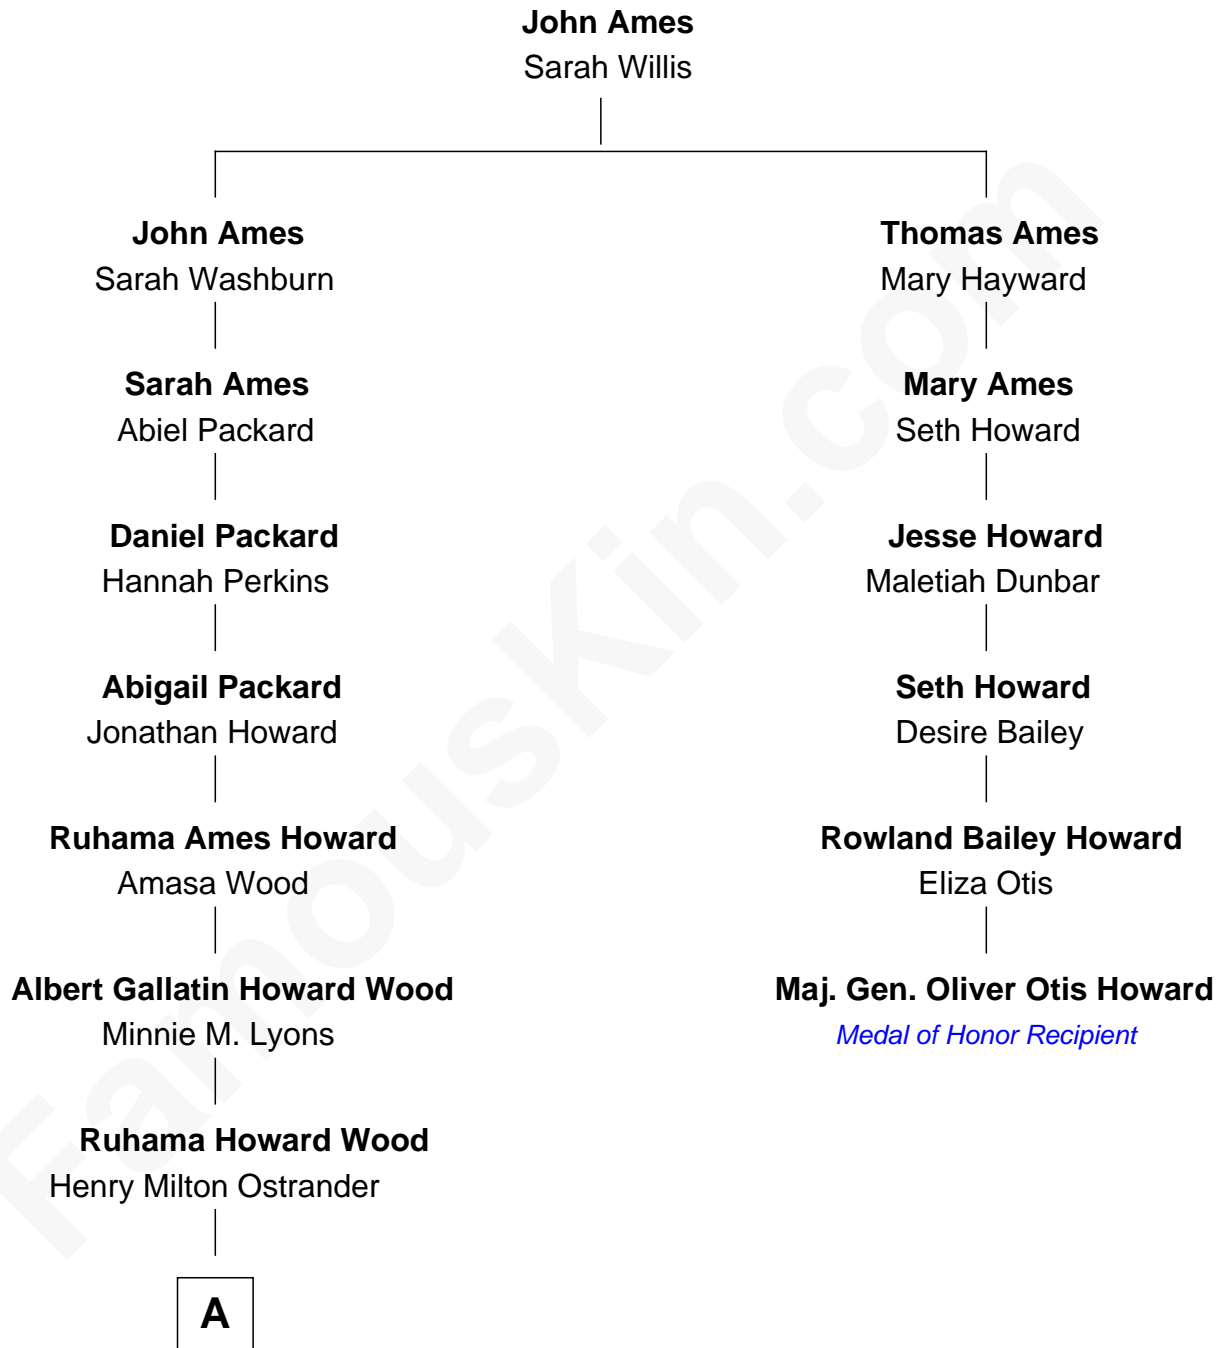 John Ames
Sarah Willis
John Ames
Sarah Washburn
Thomas Ames
Mary Hayward
Sarah Ames
Abiel Packard
Mary Ames
Seth Howard
Daniel Packard
Hannah Perkins
Jesse Howard
Maletiah Dunbar
Abigail Packard
Jonathan Howard
Seth Howard
Desire Bailey
Ruhama Ames Howard
Amasa Wood
Rowland Bailey Howard
Eliza Otis
Albert Gallatin Howard Wood
Minnie M. Lyons
Maj. Gen. Oliver Otis Howard
Medal of Honor Recipient
Ruhama Howard Wood
Henry Milton Ostrander
A
FamousKin.com